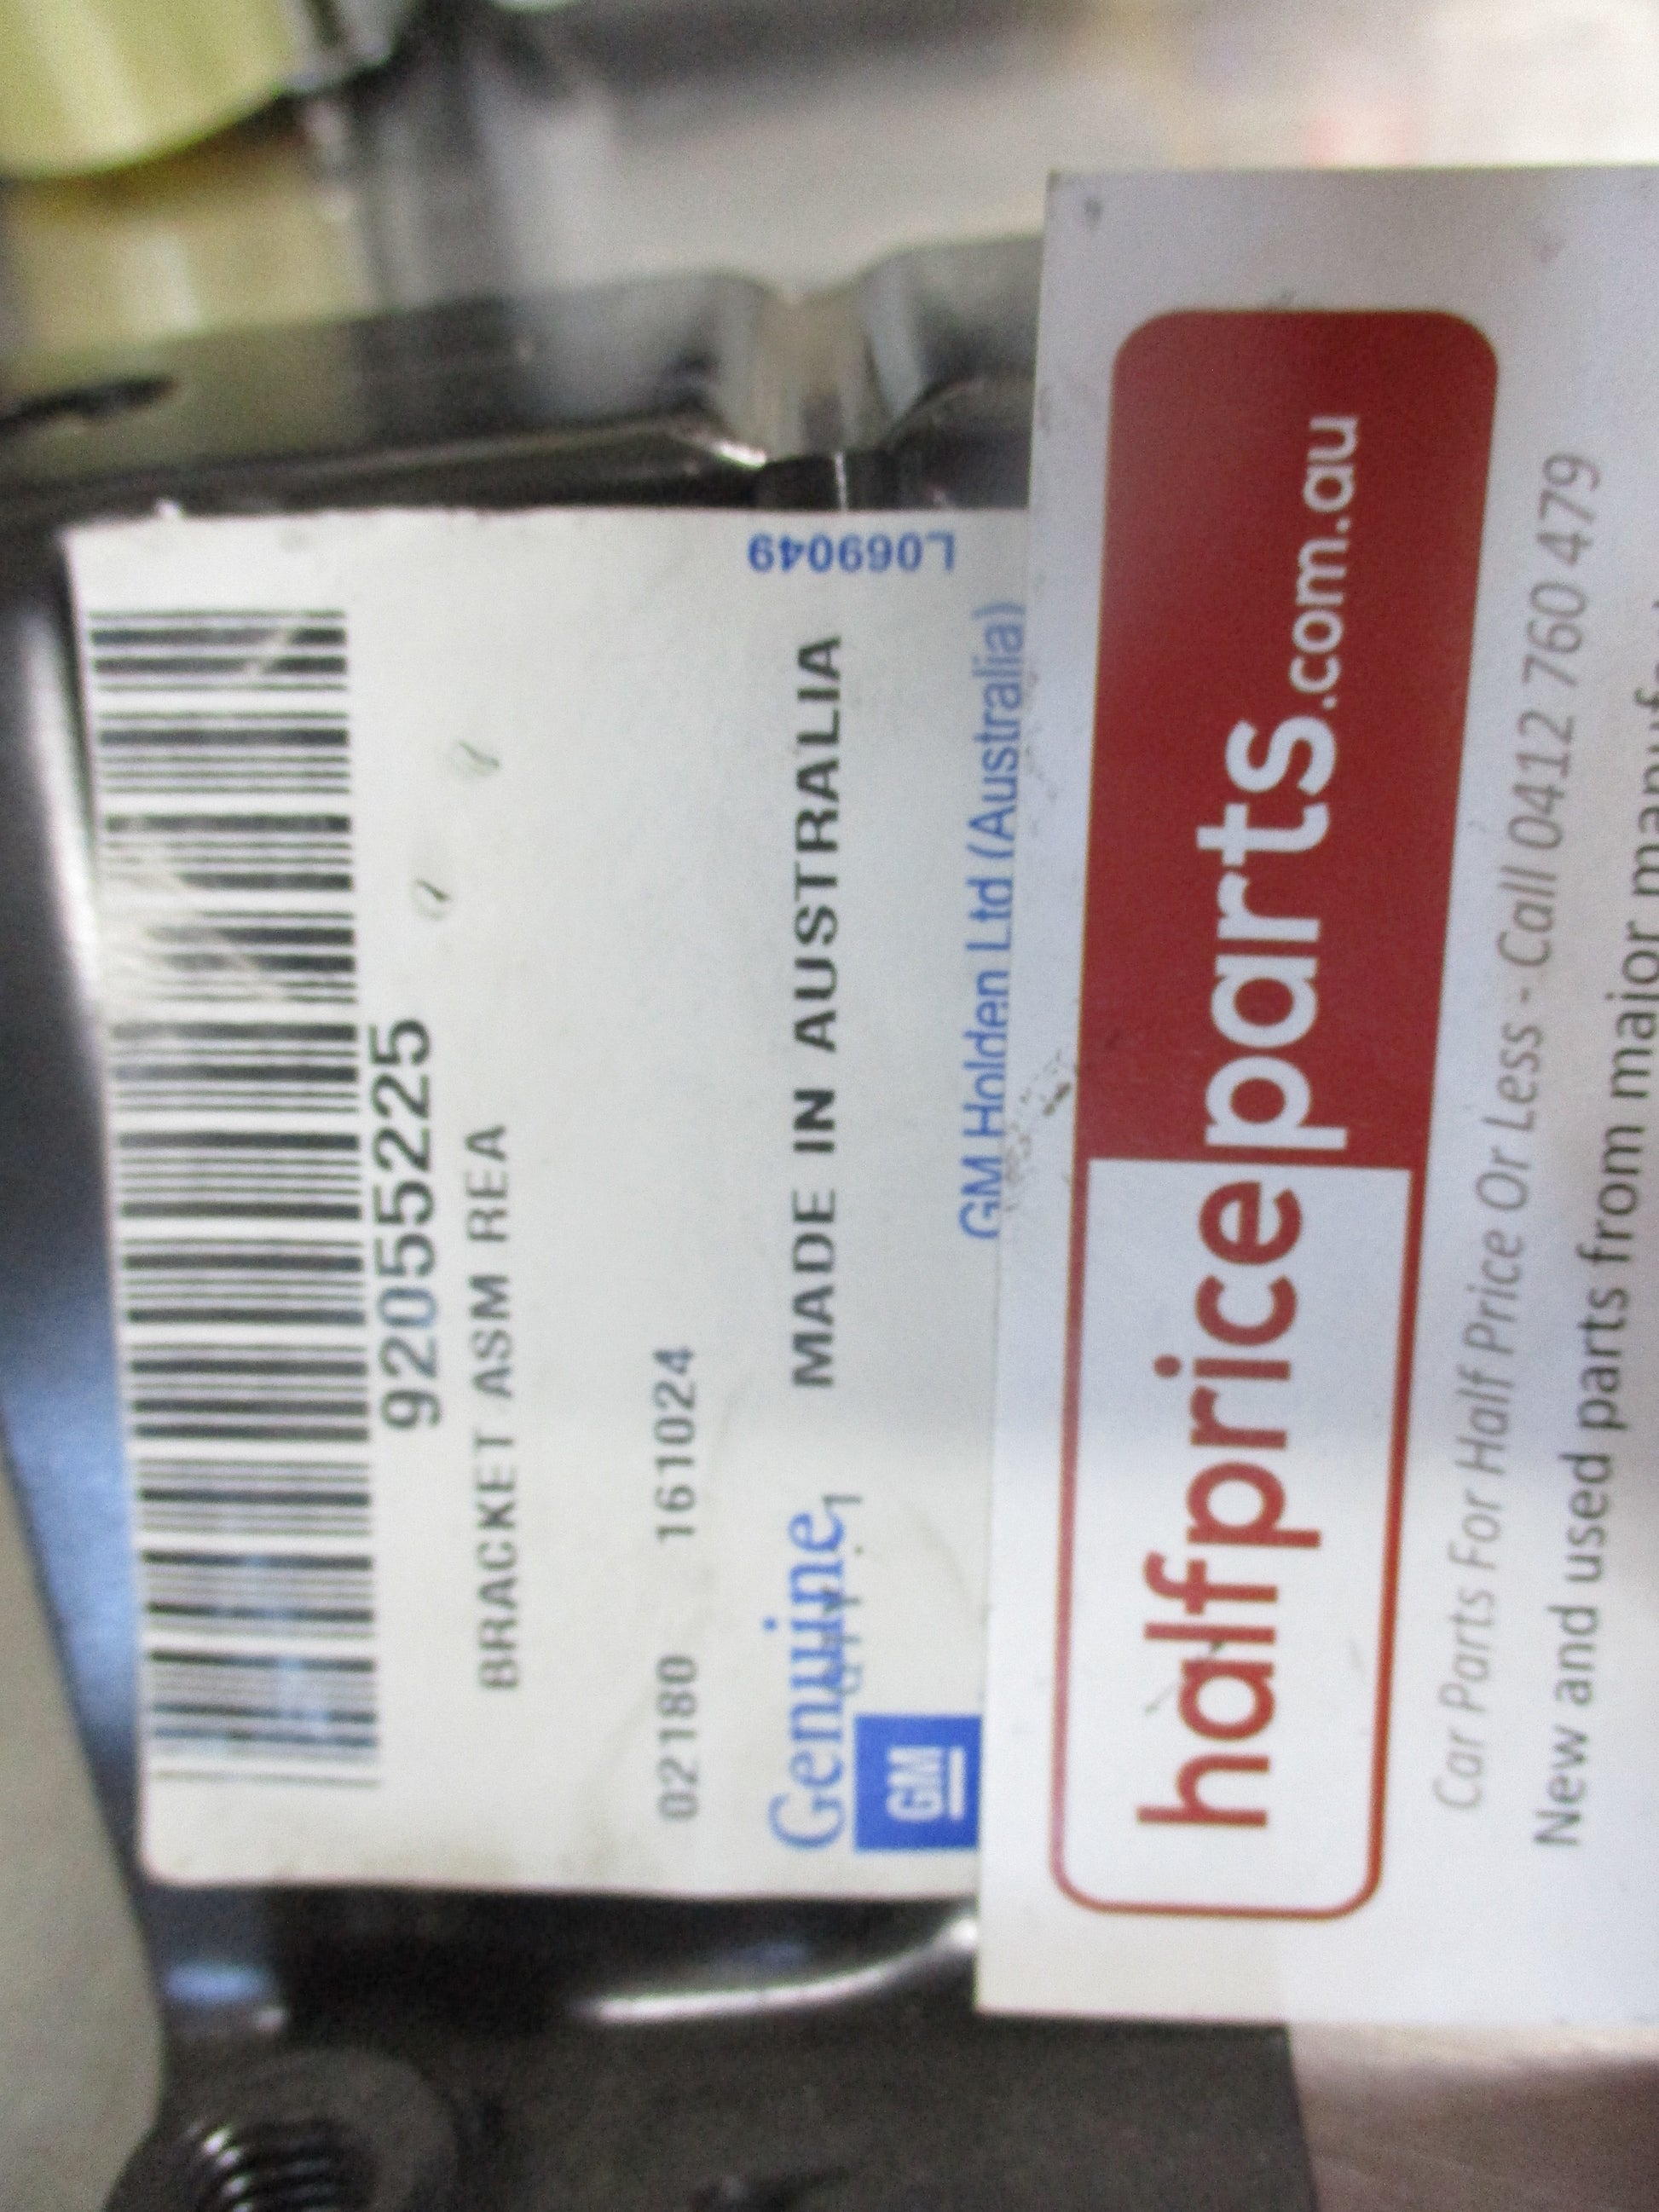 92055225
BRACKET ASM REA
02180 161024
Genuine
MADE IN AUSTRALIA
GM
GM Holden Ltd (Australia)
L069049
halfpriceparts.com.au
Car Parts For Half Price Or Less - Call 0412 760 479
New and used parts from major